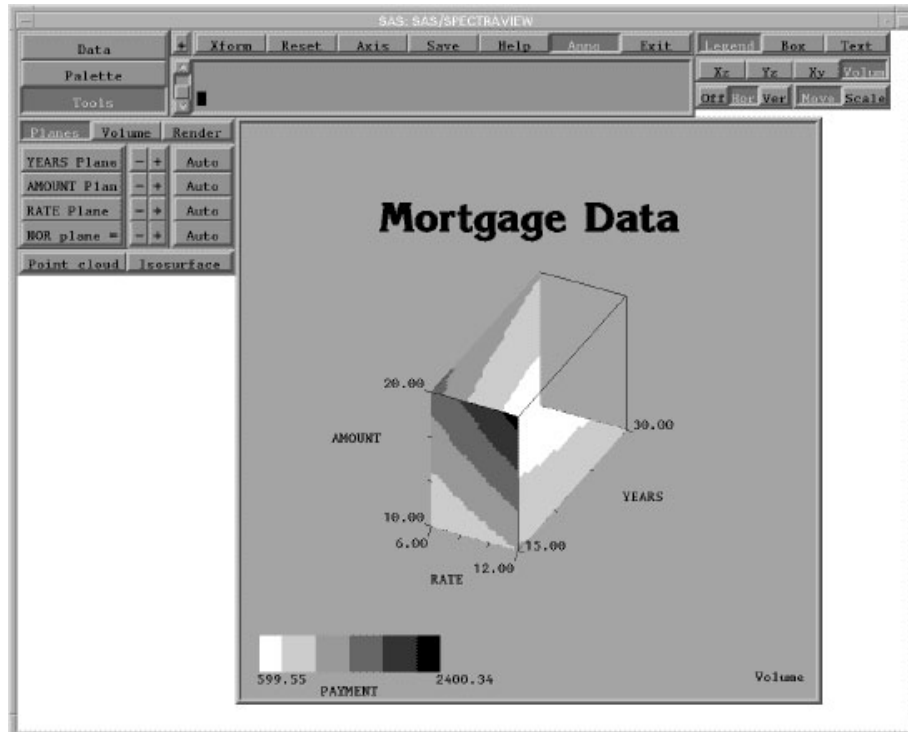 SAS: SAS/SPECTRAVIEW
Data
+ Xform Reset Axis Save Help Anno Exit Legend Box Text
Palette
Xz Yz Xy Volum
Tools
Off Hor Ver Move Scale
Planes Volume Render
YEARS Plane - + Auto
AMOUNT Plan - + Auto
RATE Plane - + Auto
NOR plane = - + Auto
Point cloud Isosurface
Mortgage Data
20.00
30.00
AMOUNT
YEARS
10.00
6.00
15.00
12.00
RATE
599.55 2400.34
PAYMENT
Volume